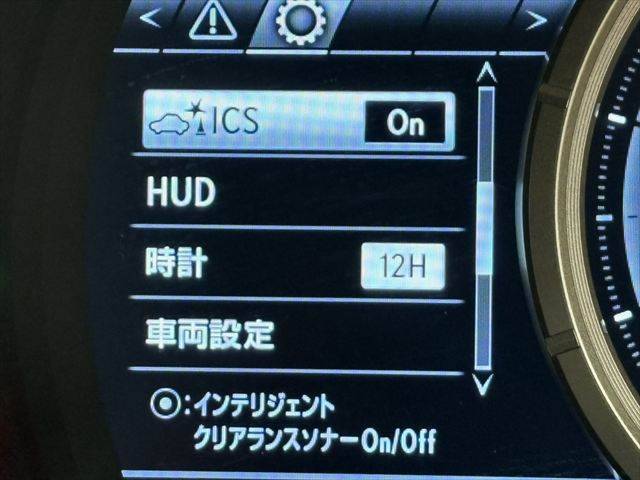 ICS On
HUD
時計 12H
車両設定
◎:インテリジェント
クリアランスソナーOn/Off